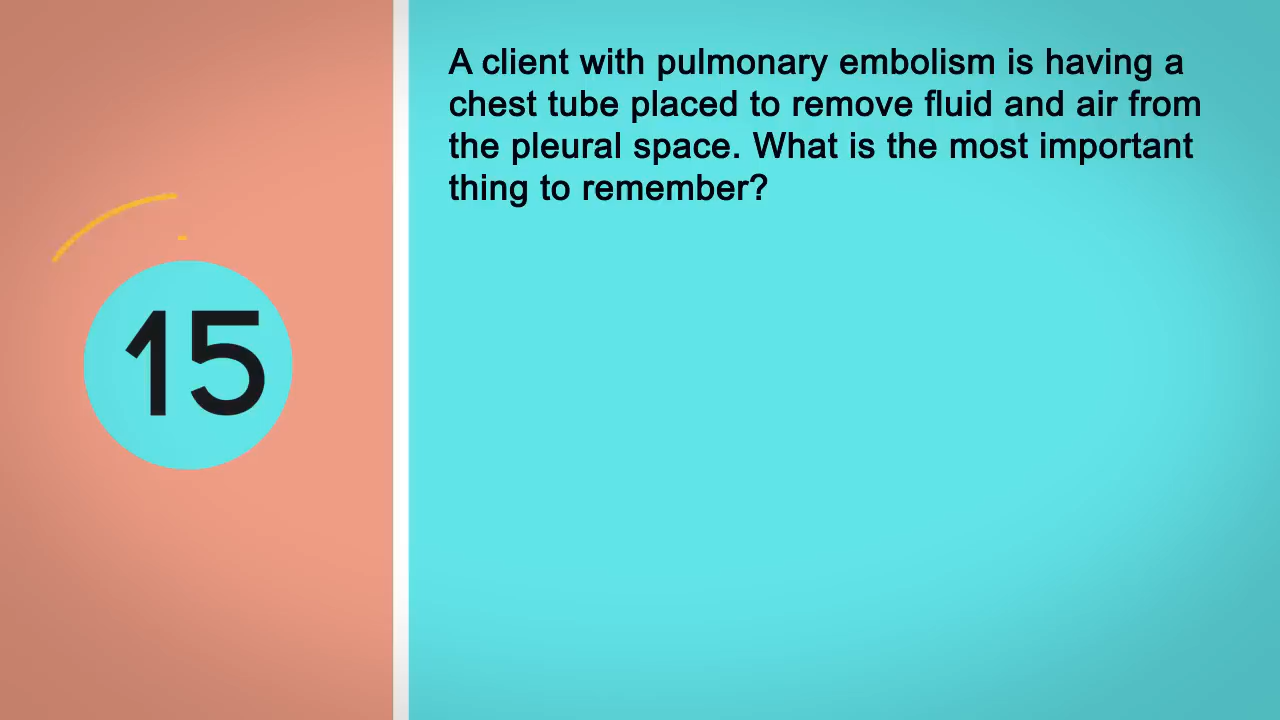 A client with pulmonary embolism is having a
chest tube placed to remove fluid and air from
the pleural space. What is the most important
thing to remember?
15